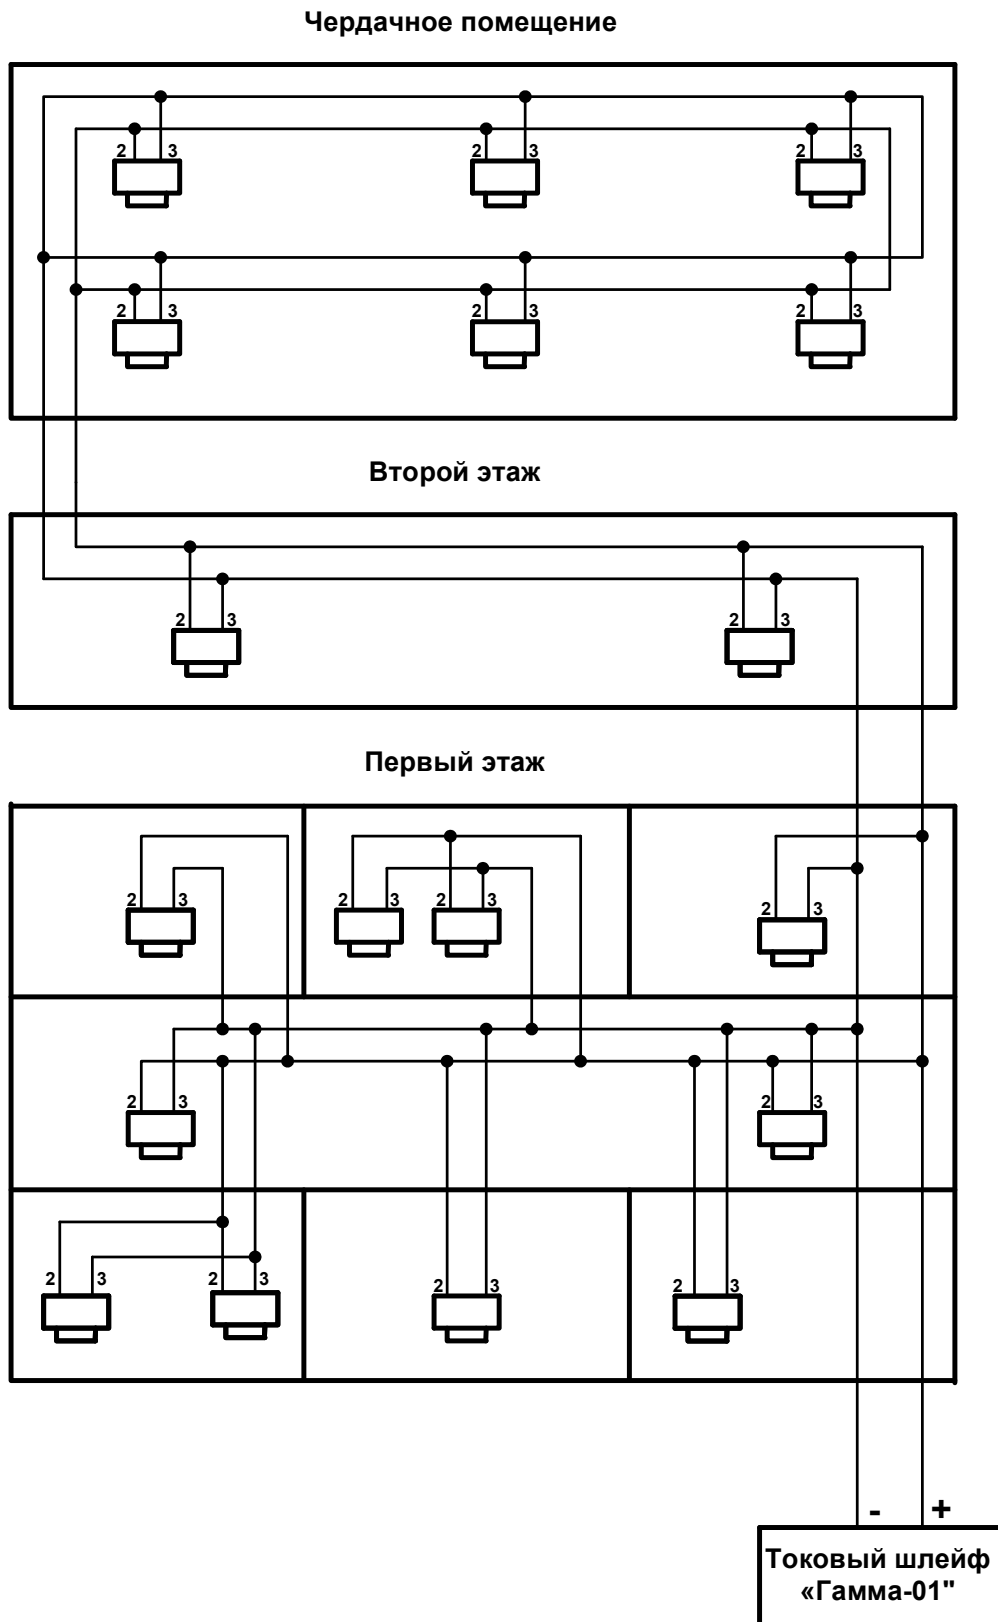 Чердачное помещение
2 3 2 3 2 3
2 3 2 3 2 3
Второй этаж
2 3 2 3
Первый этаж
2 3 2 3 2 3 2 3
2 3 2 3
2 3 2 3 2 3 2 3
- +
Токовый шлейф
«Гамма-01"